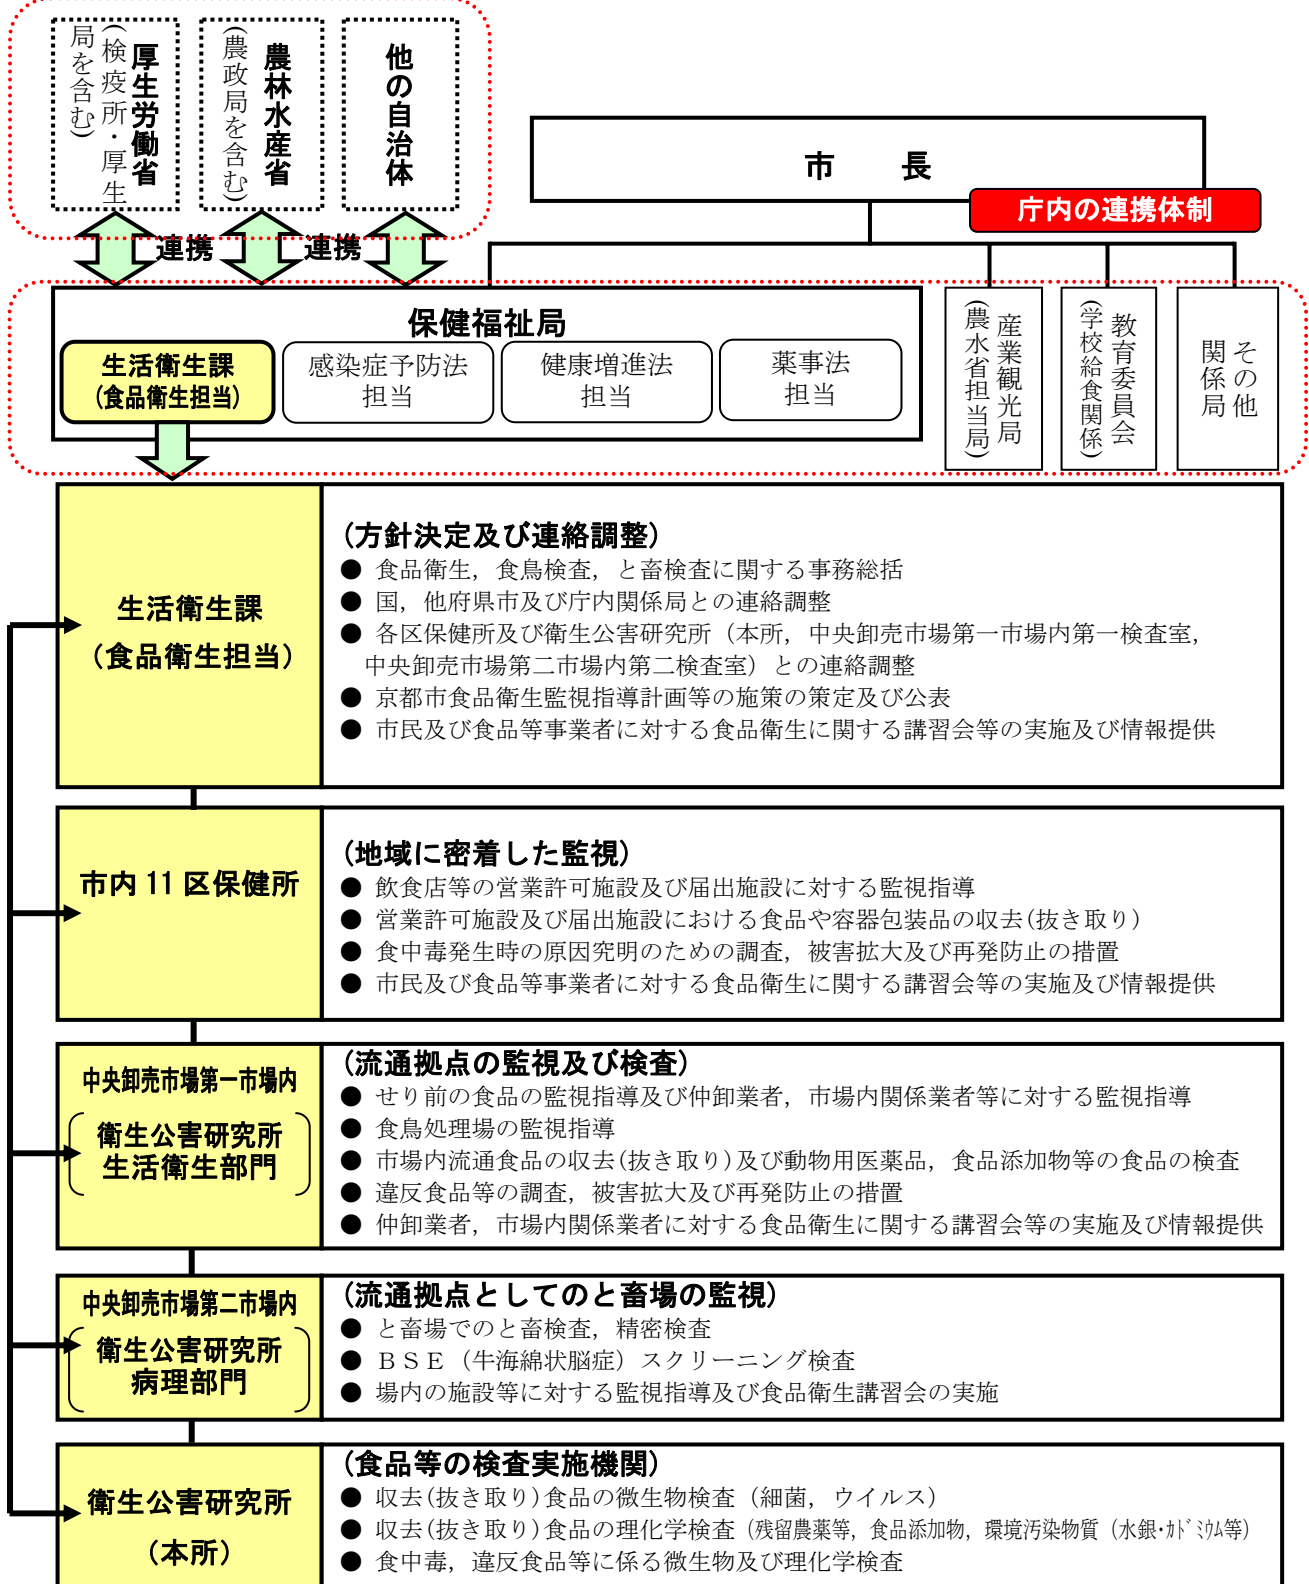 厚生労働省
(検疫所・厚生
局を含む)
農林水産省
(農政局を含む)
他の自治体
連携
連携
市　長
庁内の連携体制
保健福祉局
生活衛生課
(食品衛生担当)
感染症予防法
担当
健康増進法
担当
薬事法
担当
産業観光局
(農水省担当局)
教育委員会
(学校給食関係)
その他
関係局
生活衛生課
（食品衛生担当）
(方針決定及び連絡調整)
● 食品衛生，食鳥検査，と畜検査に関する事務総括
● 国，他府県市及び庁内関係局との連絡調整
● 各区保健所及び衛生公害研究所（本所，中央卸売市場第一市場内第一検査室，
中央卸売市場第二市場内第二検査室）との連絡調整
● 京都市食品衛生監視指導計画等の施策の策定及び公表
● 市民及び食品等事業者に対する食品衛生に関する講習会等の実施及び情報提供
市内 11 区保健所
(地域に密着した監視)
● 飲食店等の営業許可施設及び届出施設に対する監視指導
● 営業許可施設及び届出施設における食品や容器包装品の収去(抜き取り)
● 食中毒発生時の原因究明のための調査，被害拡大及び再発防止の措置
● 市民及び食品等事業者に対する食品衛生に関する講習会等の実施及び情報提供
中央卸売市場第一市場内
衛生公害研究所
生活衛生部門
(流通拠点の監視及び検査)
● せり前の食品の監視指導及び仲卸業者，市場内関係業者等に対する監視指導
● 食鳥処理場の監視指導
● 市場内流通食品の収去(抜き取り)及び動物用医薬品，食品添加物等の食品の検査
● 違反食品等の調査，被害拡大及び再発防止の措置
● 仲卸業者，市場内関係業者に対する食品衛生に関する講習会等の実施及び情報提供
中央卸売市場第二市場内
衛生公害研究所
病理部門
(流通拠点としてのと畜場の監視)
● と畜場でのと畜検査，精密検査
● ＢＳＥ（牛海綿状脳症）スクリーニング検査
● 場内の施設等に対する監視指導及び食品衛生講習会の実施
衛生公害研究所
（本所）
(食品等の検査実施機関)
● 収去(抜き取り)食品の微生物検査（細菌，ウイルス）
● 収去(抜き取り)食品の理化学検査（残留農薬等，食品添加物，環境汚染物質（水銀・ｶﾄﾞﾐｳﾑ等）
● 食中毒，違反食品等に係る微生物及び理化学検査